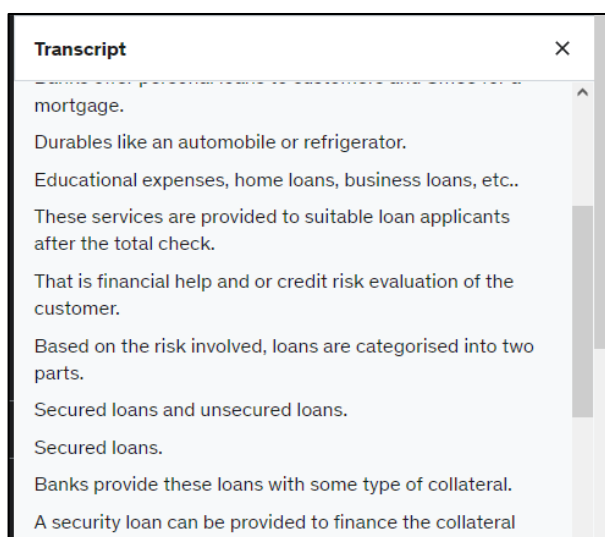 Transcript
mortgage.
Durables like an automobile or refrigerator.
Educational expenses, home loans, business loans, etc..
These services are provided to suitable loan applicants
after the total check.
That is financial help and or credit risk evaluation of the
customer.
Based on the risk involved, loans are categorised into two
parts.
Secured loans and unsecured loans.
Secured loans.
Banks provide these loans with some type of collateral.
A security loan can be provided to finance the collateral